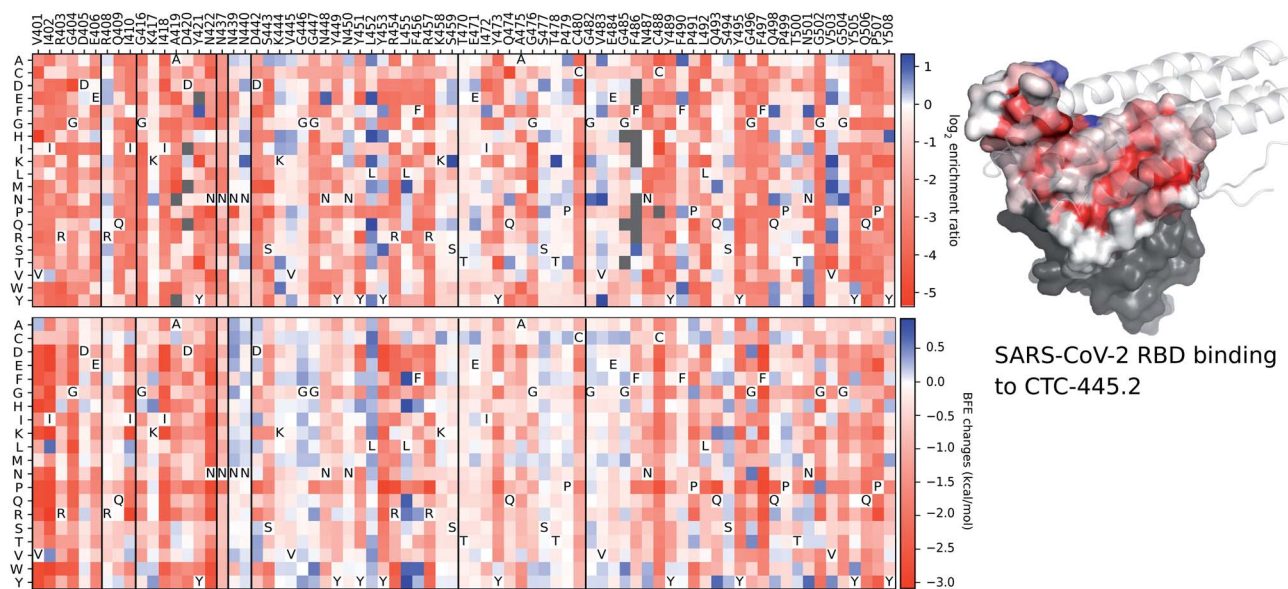 V401 I402 R403 G404 D405 E406 R408 Q409 I410 G416 K417 I418 A419 D420 Y421 N422 N437 N439 N440 D442 S443 K444 V445 G446 G447 N448 Y449 N450 Y451 L452 Y453 R454 L455 F456 R457 K458 S459 T470 E471 I472 Y473 Q474 A475 G476 S477 T478 P479 C480 G482 V483 E484 G485 F486 N487 C488 Y489 F490 P491 L492 Q493 S494 Y495 G496 F497 Q498 P499 T500 N501 G502 V503 G504 Y505 Q506 P507 Y508
A A A
C C C
D D D D
E E E E
F F F F F
G G G G G G G G G G G
H
I I I I I
K K K K
L L L L
M
N N N N N N N N N
P P P P P
Q Q Q Q Q Q
R R R R R
S S S S S
T T T T
V V V V V
W
Y Y Y Y Y Y Y Y Y Y
1
0
-1
-2
-3
-4
-5
log2 enrichment ratio
A A A
C C C
D D D D
E E E E
F F F F F
G G G G G G G G G G G
H
I I I I I
K K K K
L L L L
M
N N N N N N N N N
P P P P P
Q Q Q Q Q Q
R R R R R
S S S S S
T T T T
V V V V V
W
Y Y Y Y Y Y Y Y Y Y
0.5
0.0
−0.5
−1.0
−1.5
−2.0
−2.5
−3.0
BFE changes (kcal/mol)
SARS-CoV-2 RBD binding
to CTC-445.2